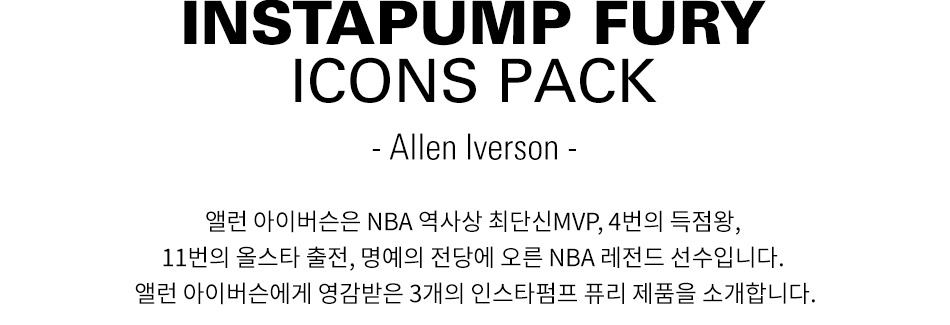 INSTAPUMP FURY
ICONS PACK
- Allen Iverson -
앨런 아이버슨은 NBA 역사상 최단신MVP, 4번의 득점왕,
11번의 올스타 출전, 명예의 전당에 오른 NBA 레전드 선수입니다.
앨런 아이버슨에게 영감받은 3개의 인스타펌프 퓨리 제품을 소개합니다.